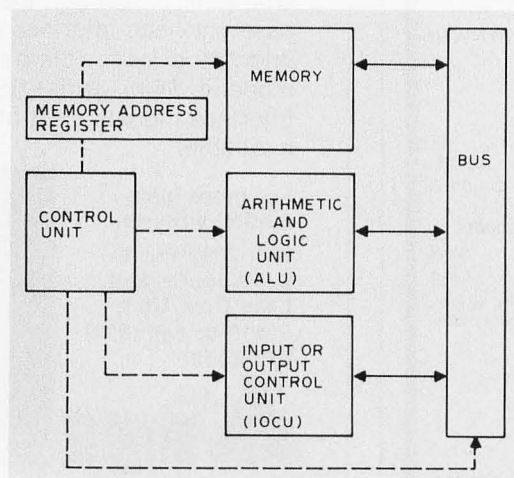 MEMORY
MEMORY ADDRESS
REGISTER
BUS
CONTROL
UNIT
ARITHMETIC
AND
LOGIC
UNIT
(ALU)
INPUT OR
OUTPUT
CONTROL
UNIT
(IOCU)